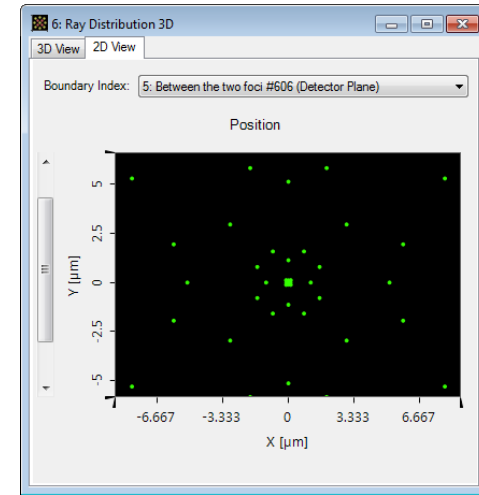 6: Ray Distribution 3D
3D View 2D View
Boundary Index: 5: Between the two foci #606 (Detector Plane)
Position
Y [µm]
5
2.5
0
-2.5
-5
-6.667 -3.333 0 3.333 6.667
X [µm]